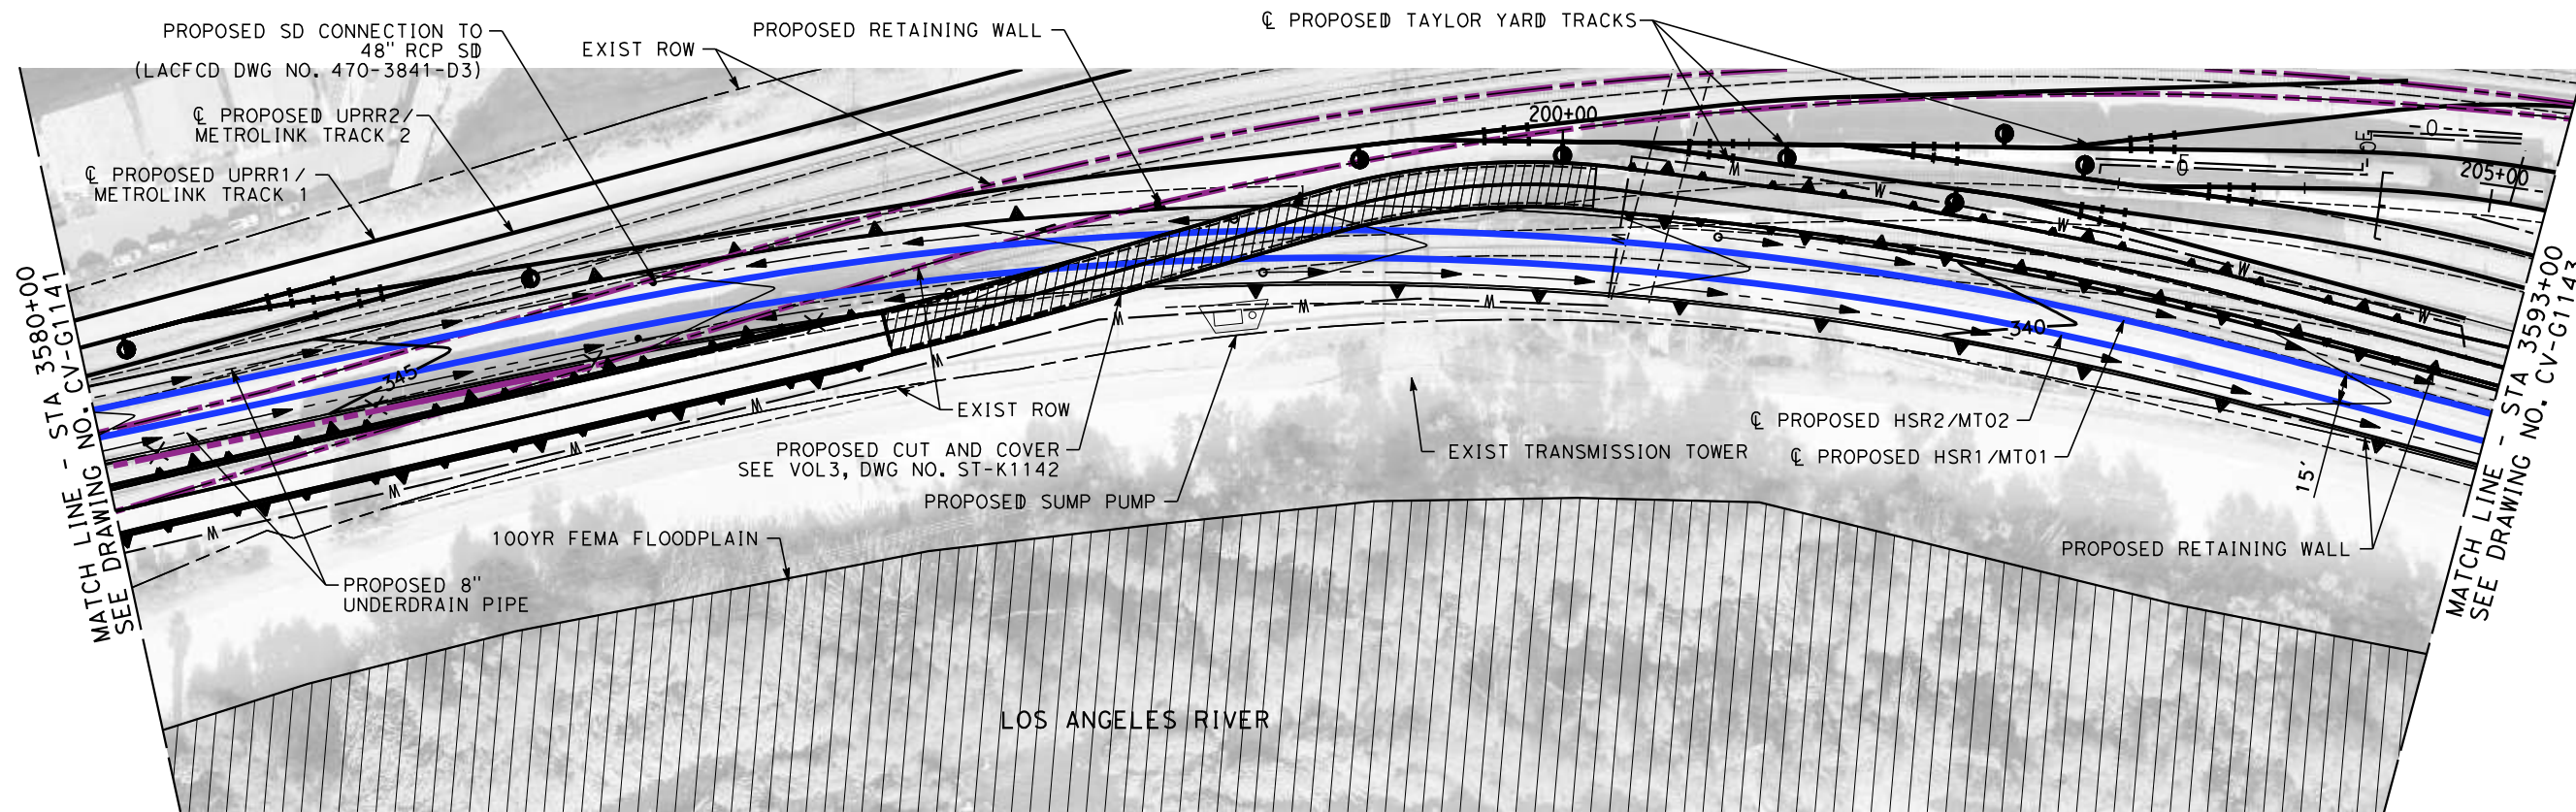 PROPOSED SD CONNECTION TO
48" RCP SD
(LACFCD DWG NO. 470-3841-D3)
EXIST ROW
PROPOSED RETAINING WALL
℄ PROPOSED TAYLOR YARD TRACKS
℄ PROPOSED UPRR2/
METROLINK TRACK 2
℄ PROPOSED UPRR1/
METROLINK TRACK 1
200+00
205+00
MATCH LINE - STA 3580+00
SEE DRAWING NO. CV-G1141
345
340
MATCH LINE - STA 3593+00
SEE DRAWING NO. CV-G1143
EXIST ROW
PROPOSED CUT AND COVER
SEE VOL3, DWG NO. ST-K1142
PROPOSED SUMP PUMP
EXIST TRANSMISSION TOWER
℄ PROPOSED HSR2/MT02
℄ PROPOSED HSR1/MT01
15'
PROPOSED RETAINING WALL
100YR FEMA FLOODPLAIN
PROPOSED 8"
UNDERDRAIN PIPE
LOS ANGELES RIVER